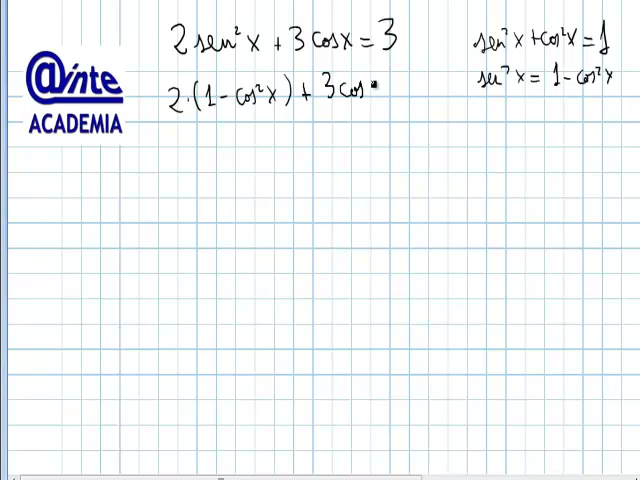 2 sen² x + 3 cos x = 3
sen² x + cos² x = 1
sen² x = 1 - cos² x
2 · (1 - cos² x) + 3 cos
@inte
ACADEMIA